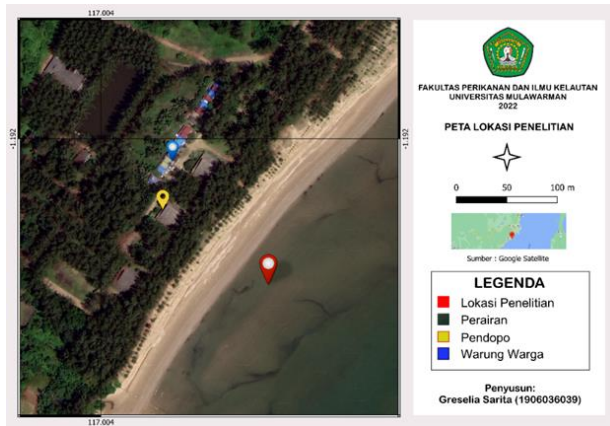 117.004
-1.192
-1.192
117.004
FAKULTAS PERIKANAN DAN ILMU KELAUTAN
UNIVERSITAS MULAWARMAN
2022
PETA LOKASI PENELITIAN
0 50 100 m
Sumber : Google Satellite
LEGENDA
Lokasi Penelitian
Perairan
Pendopo
Warung Warga
Penyusun:
Greselia Sarita (1906036039)